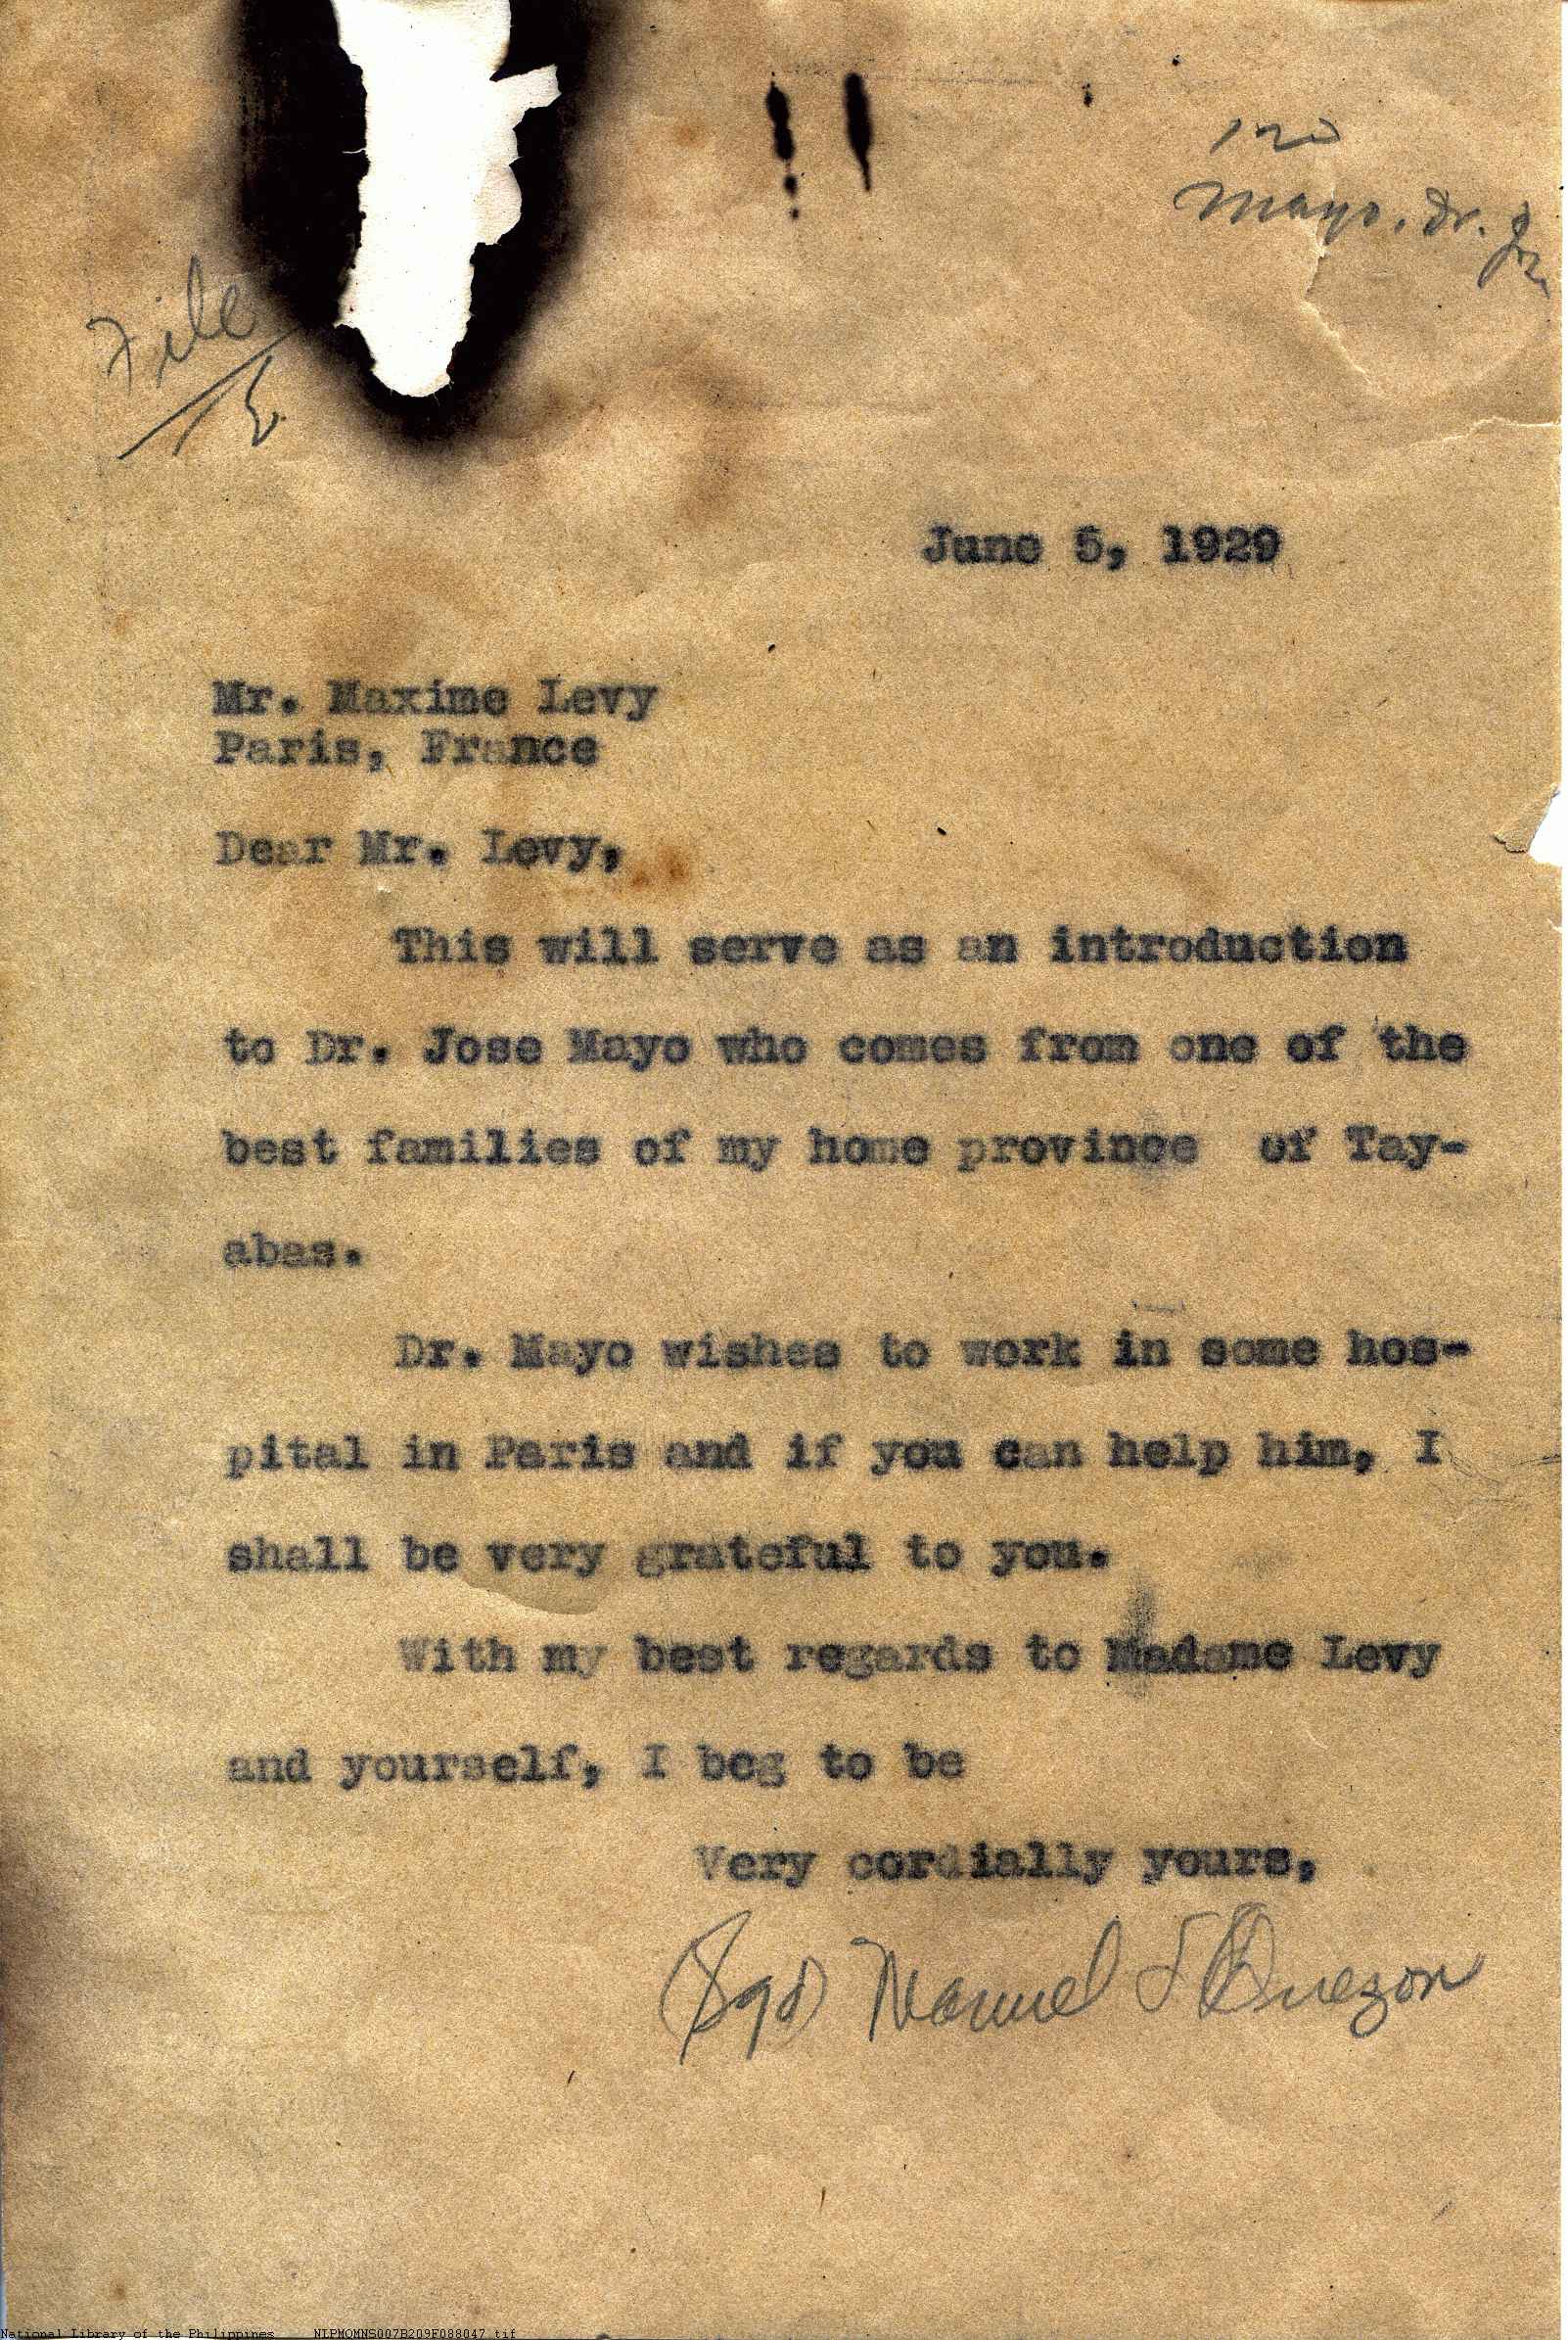 File
Mayo. Dr.
June 5, 1929
Mr. Maxime Levy
Paris, France
Dear Mr. Levy,
This will serve as an introduction
to Dr. Jose Mayo who comes from one of the
best families of my home province of Tay-
abas.
Dr. Mayo wishes to work in some hos-
pital in Paris and if you can help him, I
shall be very grateful to you.
With my best regards to Madame Levy
and yourself, I beg to be
Very cordially yours,
(Sgd) Manuel L Quezon
National Library of the Philippines NLPMQMNS007B209F088047.tif